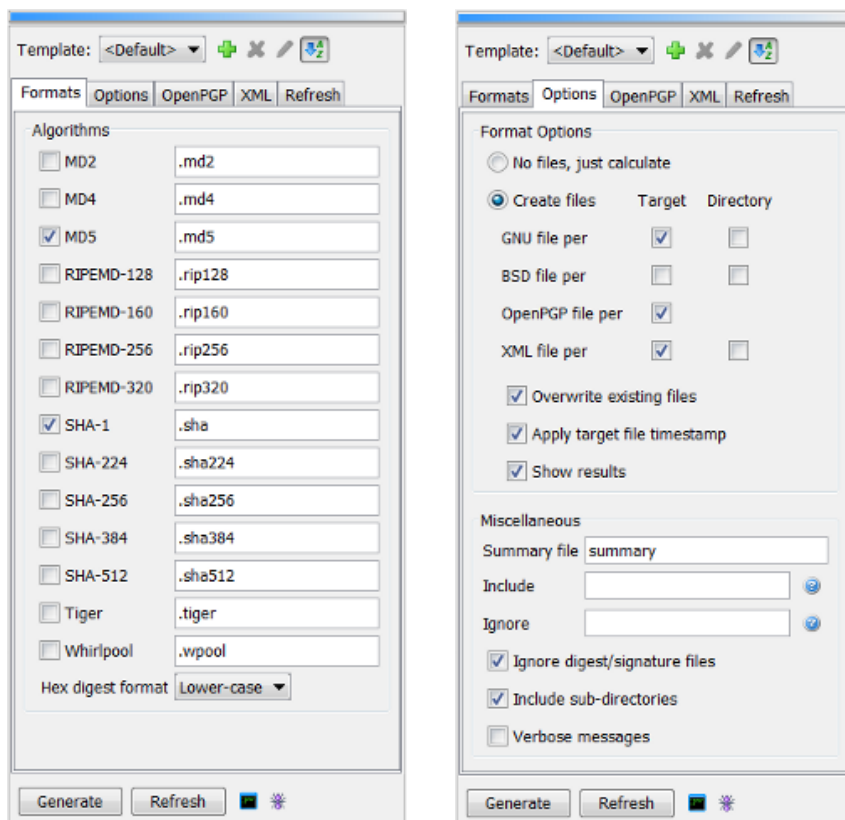 Template: <Default>
Formats Options OpenPGP XML Refresh
Algorithms
MD2 .md2
MD4 .md4
MD5 .md5
RIPEMD-128 .rip128
RIPEMD-160 .rip160
RIPEMD-256 .rip256
RIPEMD-320 .rip320
SHA-1 .sha
SHA-224 .sha224
SHA-256 .sha256
SHA-384 .sha384
SHA-512 .sha512
Tiger .tiger
Whirlpool .wpool
Hex digest format Lower-case
Generate Refresh
Template: <Default>
Formats Options OpenPGP XML Refresh
Format Options
No files, just calculate
Create files Target Directory
GNU file per
BSD file per
OpenPGP file per
XML file per
Overwrite existing files
Apply target file timestamp
Show results
Miscellaneous
Summary file summary
Include
Ignore
Ignore digest/signature files
Include sub-directories
Verbose messages
Generate Refresh